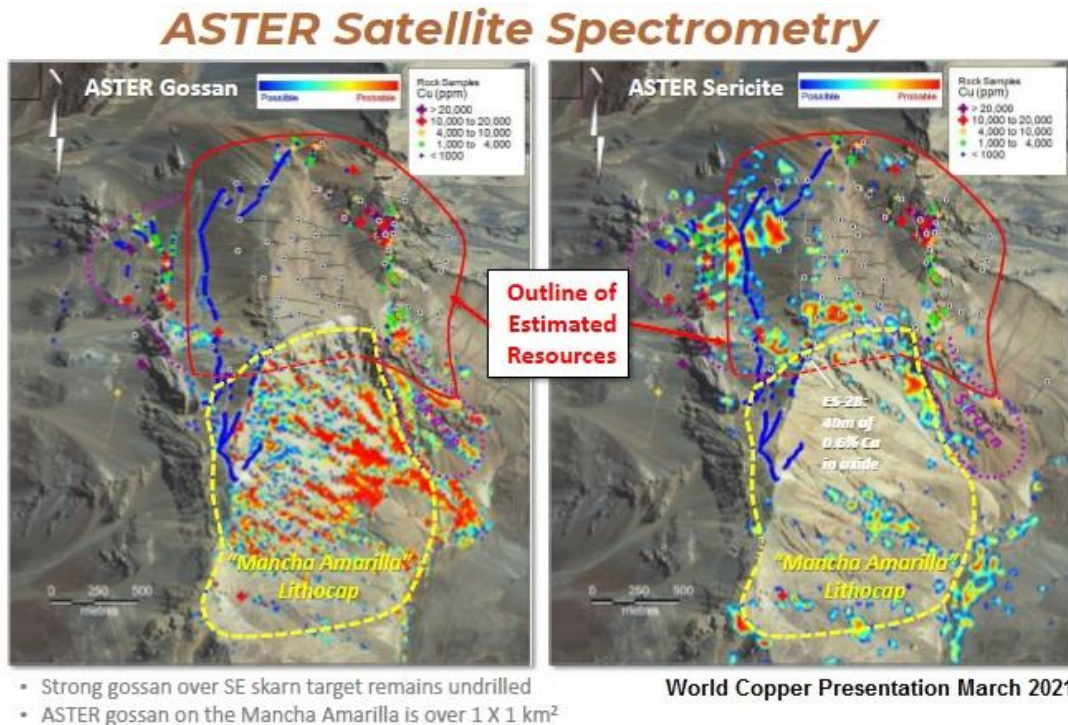 ASTER Satellite Spectrometry
ASTER Gossan
Possible
Probable
Rock Samples
Cu (ppm)
> 20,000
10,000 to 20,000
4,000 to 10,000
1,000 to 4,000
< 1000
"Mancha Amarilla"
Lithocap
0 250 500
metres
Outline of
Estimated
Resources
ASTER Sericite
Possible
Probable
Rock Samples
Cu (ppm)
> 20,000
10,000 to 20,000
4,000 to 10,000
1,000 to 4,000
< 1000
ES-28:
40m of
0.6% Cu
in oxide
Skarn
"Mancha Amarilla"
Lithocap
0 250 500
metres
• Strong gossan over SE skarn target remains undrilled
• ASTER gossan on the Mancha Amarilla is over 1 X 1 km²
World Copper Presentation March 2021